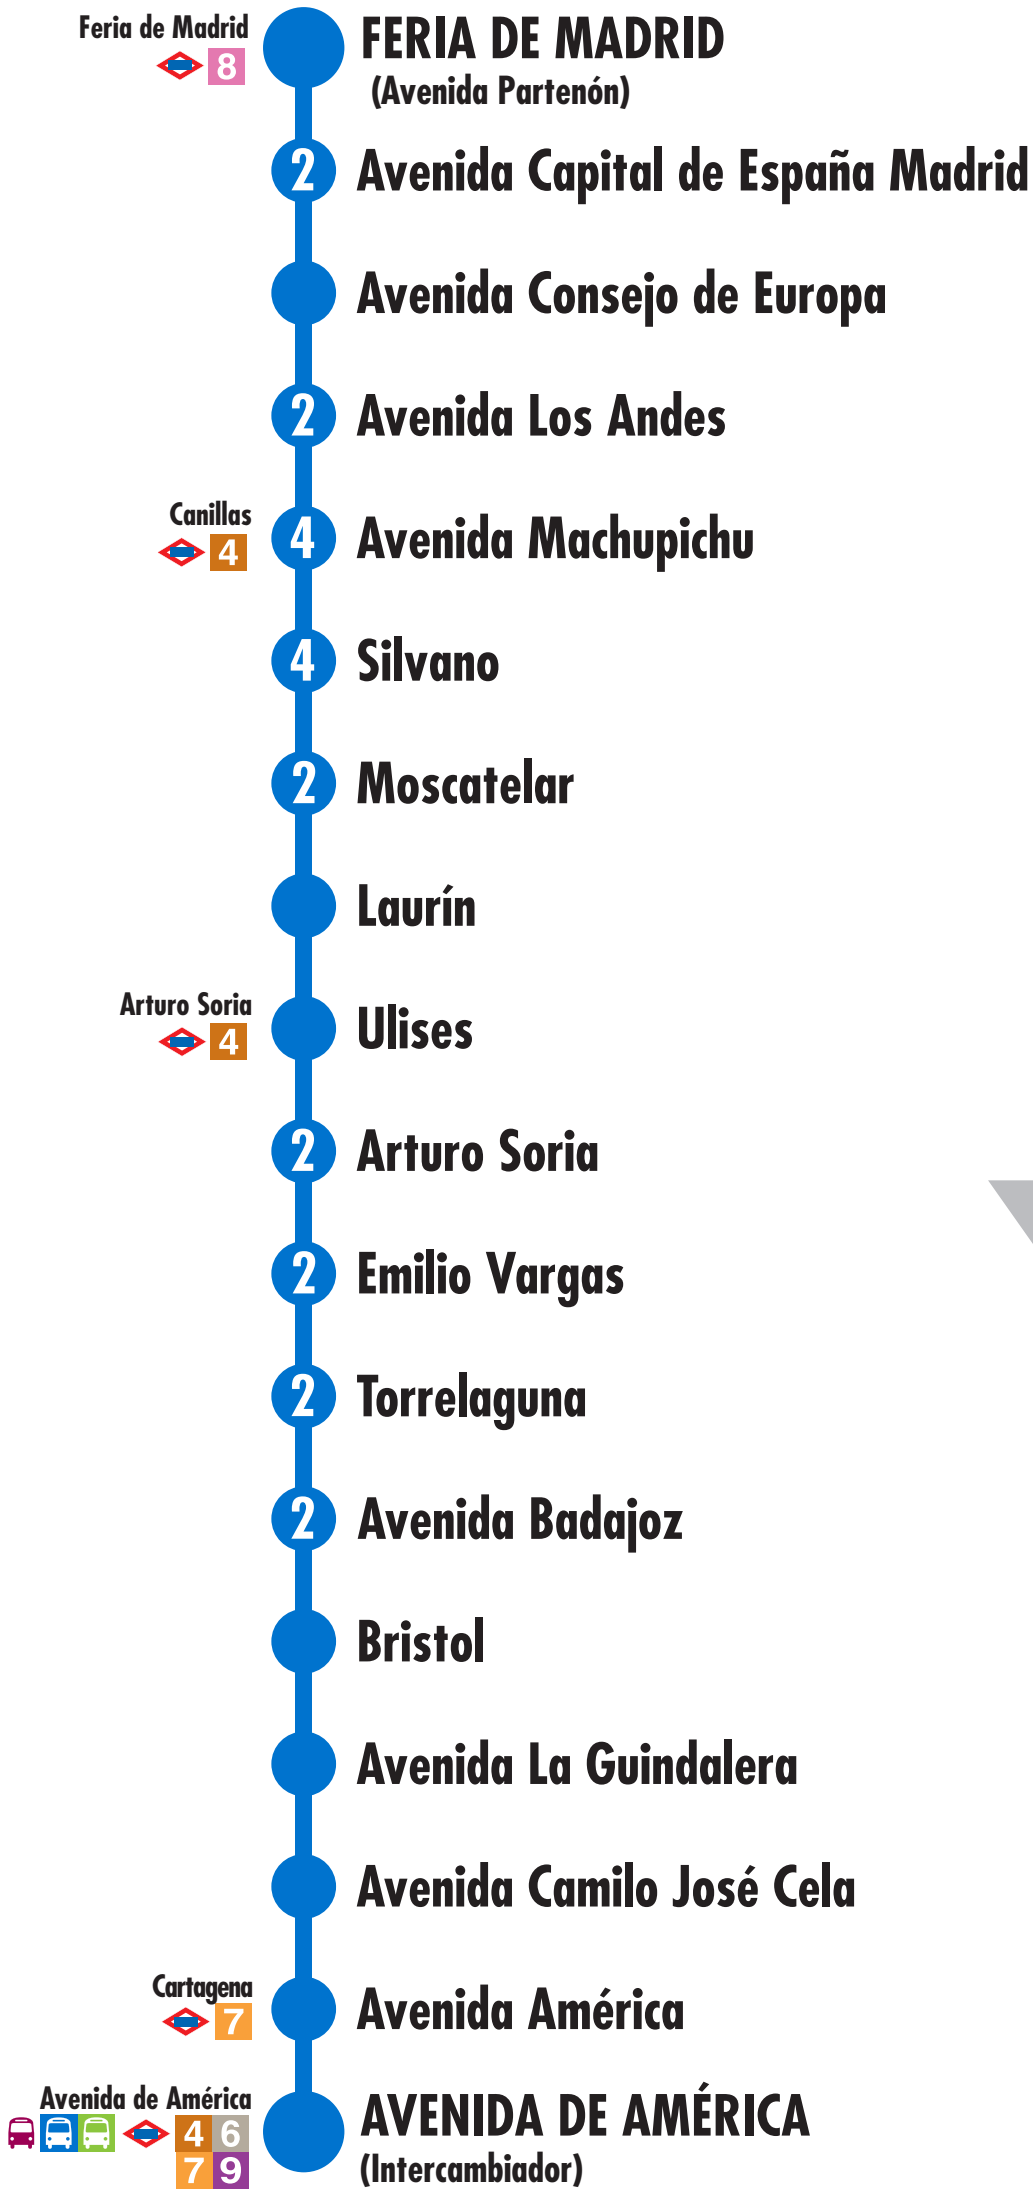 Feria de Madrid
8
FERIA DE MADRID
(Avenida Partenón)
2 Avenida Capital de España Madrid
Avenida Consejo de Europa
2 Avenida Los Andes
Canillas
4
4 Avenida Machupichu
4 Silvano
2 Moscatelar
Laurín
Arturo Soria
4
Ulises
2 Arturo Soria
2 Emilio Vargas
2 Torrelaguna
2 Avenida Badajoz
Bristol
Avenida La Guindalera
Avenida Camilo José Cela
Cartagena
7
Avenida América
Avenida de América
4 6
7 9
AVENIDA DE AMÉRICA
(Intercambiador)